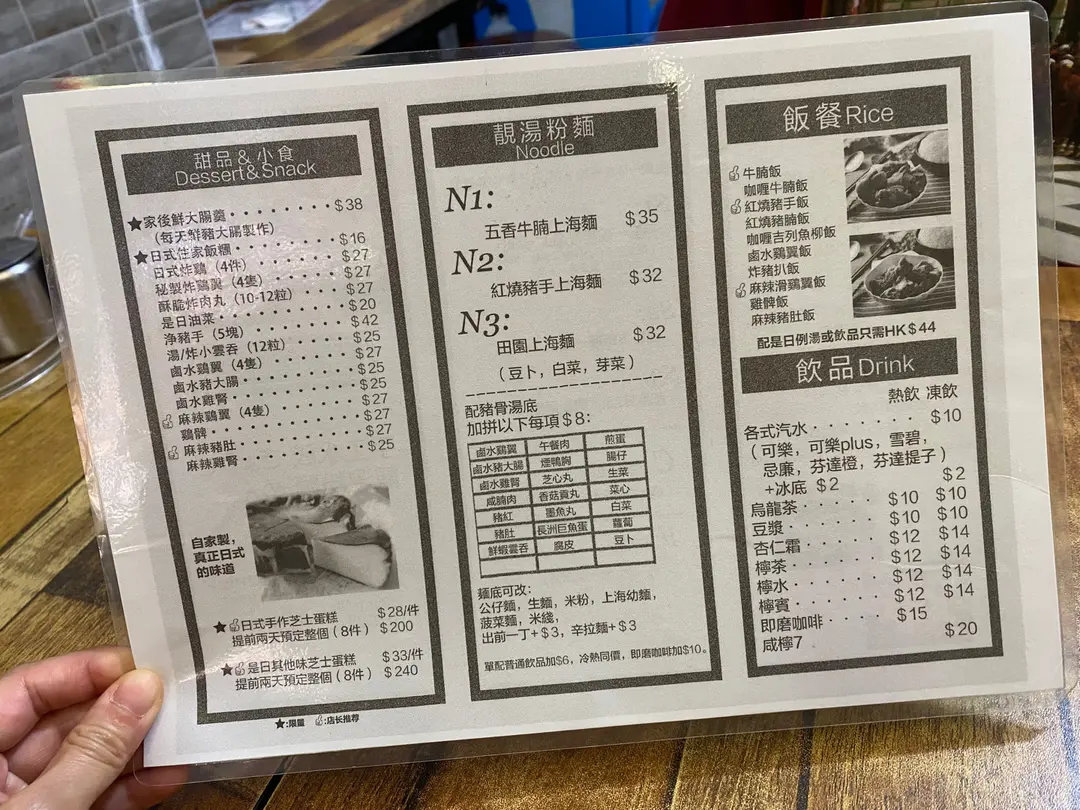 甜品&小食
Dessert&Snack
★家後鮮大腸羹 $38
(每天鮮豬大腸製作)
★日式住家飯糰 $16
日式炸鷄 (4件) $27
秘製炸鷄翼 (4隻) $27
酥脆炸肉丸 (10-12粒) $27
是日油菜 $20
淨豬手 (5塊) $42
湯/炸小雲吞 (12粒) $25
鹵水鷄翼 (4隻) $27
鹵水豬大腸 $25
鹵水雞腎 $25
麻辣鷄翼 (4隻) $27
鷄髀 $27
麻辣豬肚 $27
麻辣雞腎 $25
自家製,
真正日式
的味道
★日式手作芝士蛋糕 $28/件
提前兩天預定整個 (8件) $200
★是日其他味芝士蛋糕 $33/件
提前兩天預定整個 (8件) $240
★:限量 :店长推荐
靚湯粉麵
Noodle
N1:
五香牛腩上海麵 $35
N2:
紅燒豬手上海麵 $32
N3:
田園上海麵 $32
(豆卜,白菜,芽菜)
配豬骨湯底
加拼以下每項$8:
鹵水鷄翼 午餐肉 煎蛋
鹵水豬大腸 煙鴨胸 腸仔
鹵水雞腎 芝心丸 生菜
咸腩肉 香菇貢丸 菜心
豬紅 墨魚丸 白菜
豬肚 長洲巨魚蛋 蘿蔔
鮮蝦雲吞 腐皮 豆卜
麵底可改:
公仔麵,生麵,米粉,上海幼麵,
菠菜麵,米綫,
出前一丁+$3,辛拉麵+$3
單配普通飲品加$6,冷熱同價,即磨咖啡加$10。
飯餐Rice
牛腩飯
咖喱牛腩飯
紅燒豬手飯
紅燒豬腩飯
咖喱吉列魚柳飯
鹵水鷄翼飯
炸豬扒飯
麻辣滑鷄翼飯
雞髀飯
麻辣豬肚飯
配是日例湯或飲品只需HK$44
飲品Drink
熱飲 凍飲
各式汽水 $10
(可樂,可樂plus,雪碧,
忌廉,芬達橙,芬達提子)
+冰底 $2 $2
烏龍茶 $10 $10
豆漿 $10 $10
杏仁霜 $12 $14
檸茶 $12 $14
檸水 $12 $14
檸賓 $12 $14
即磨咖啡 $15
咸檸7 $20